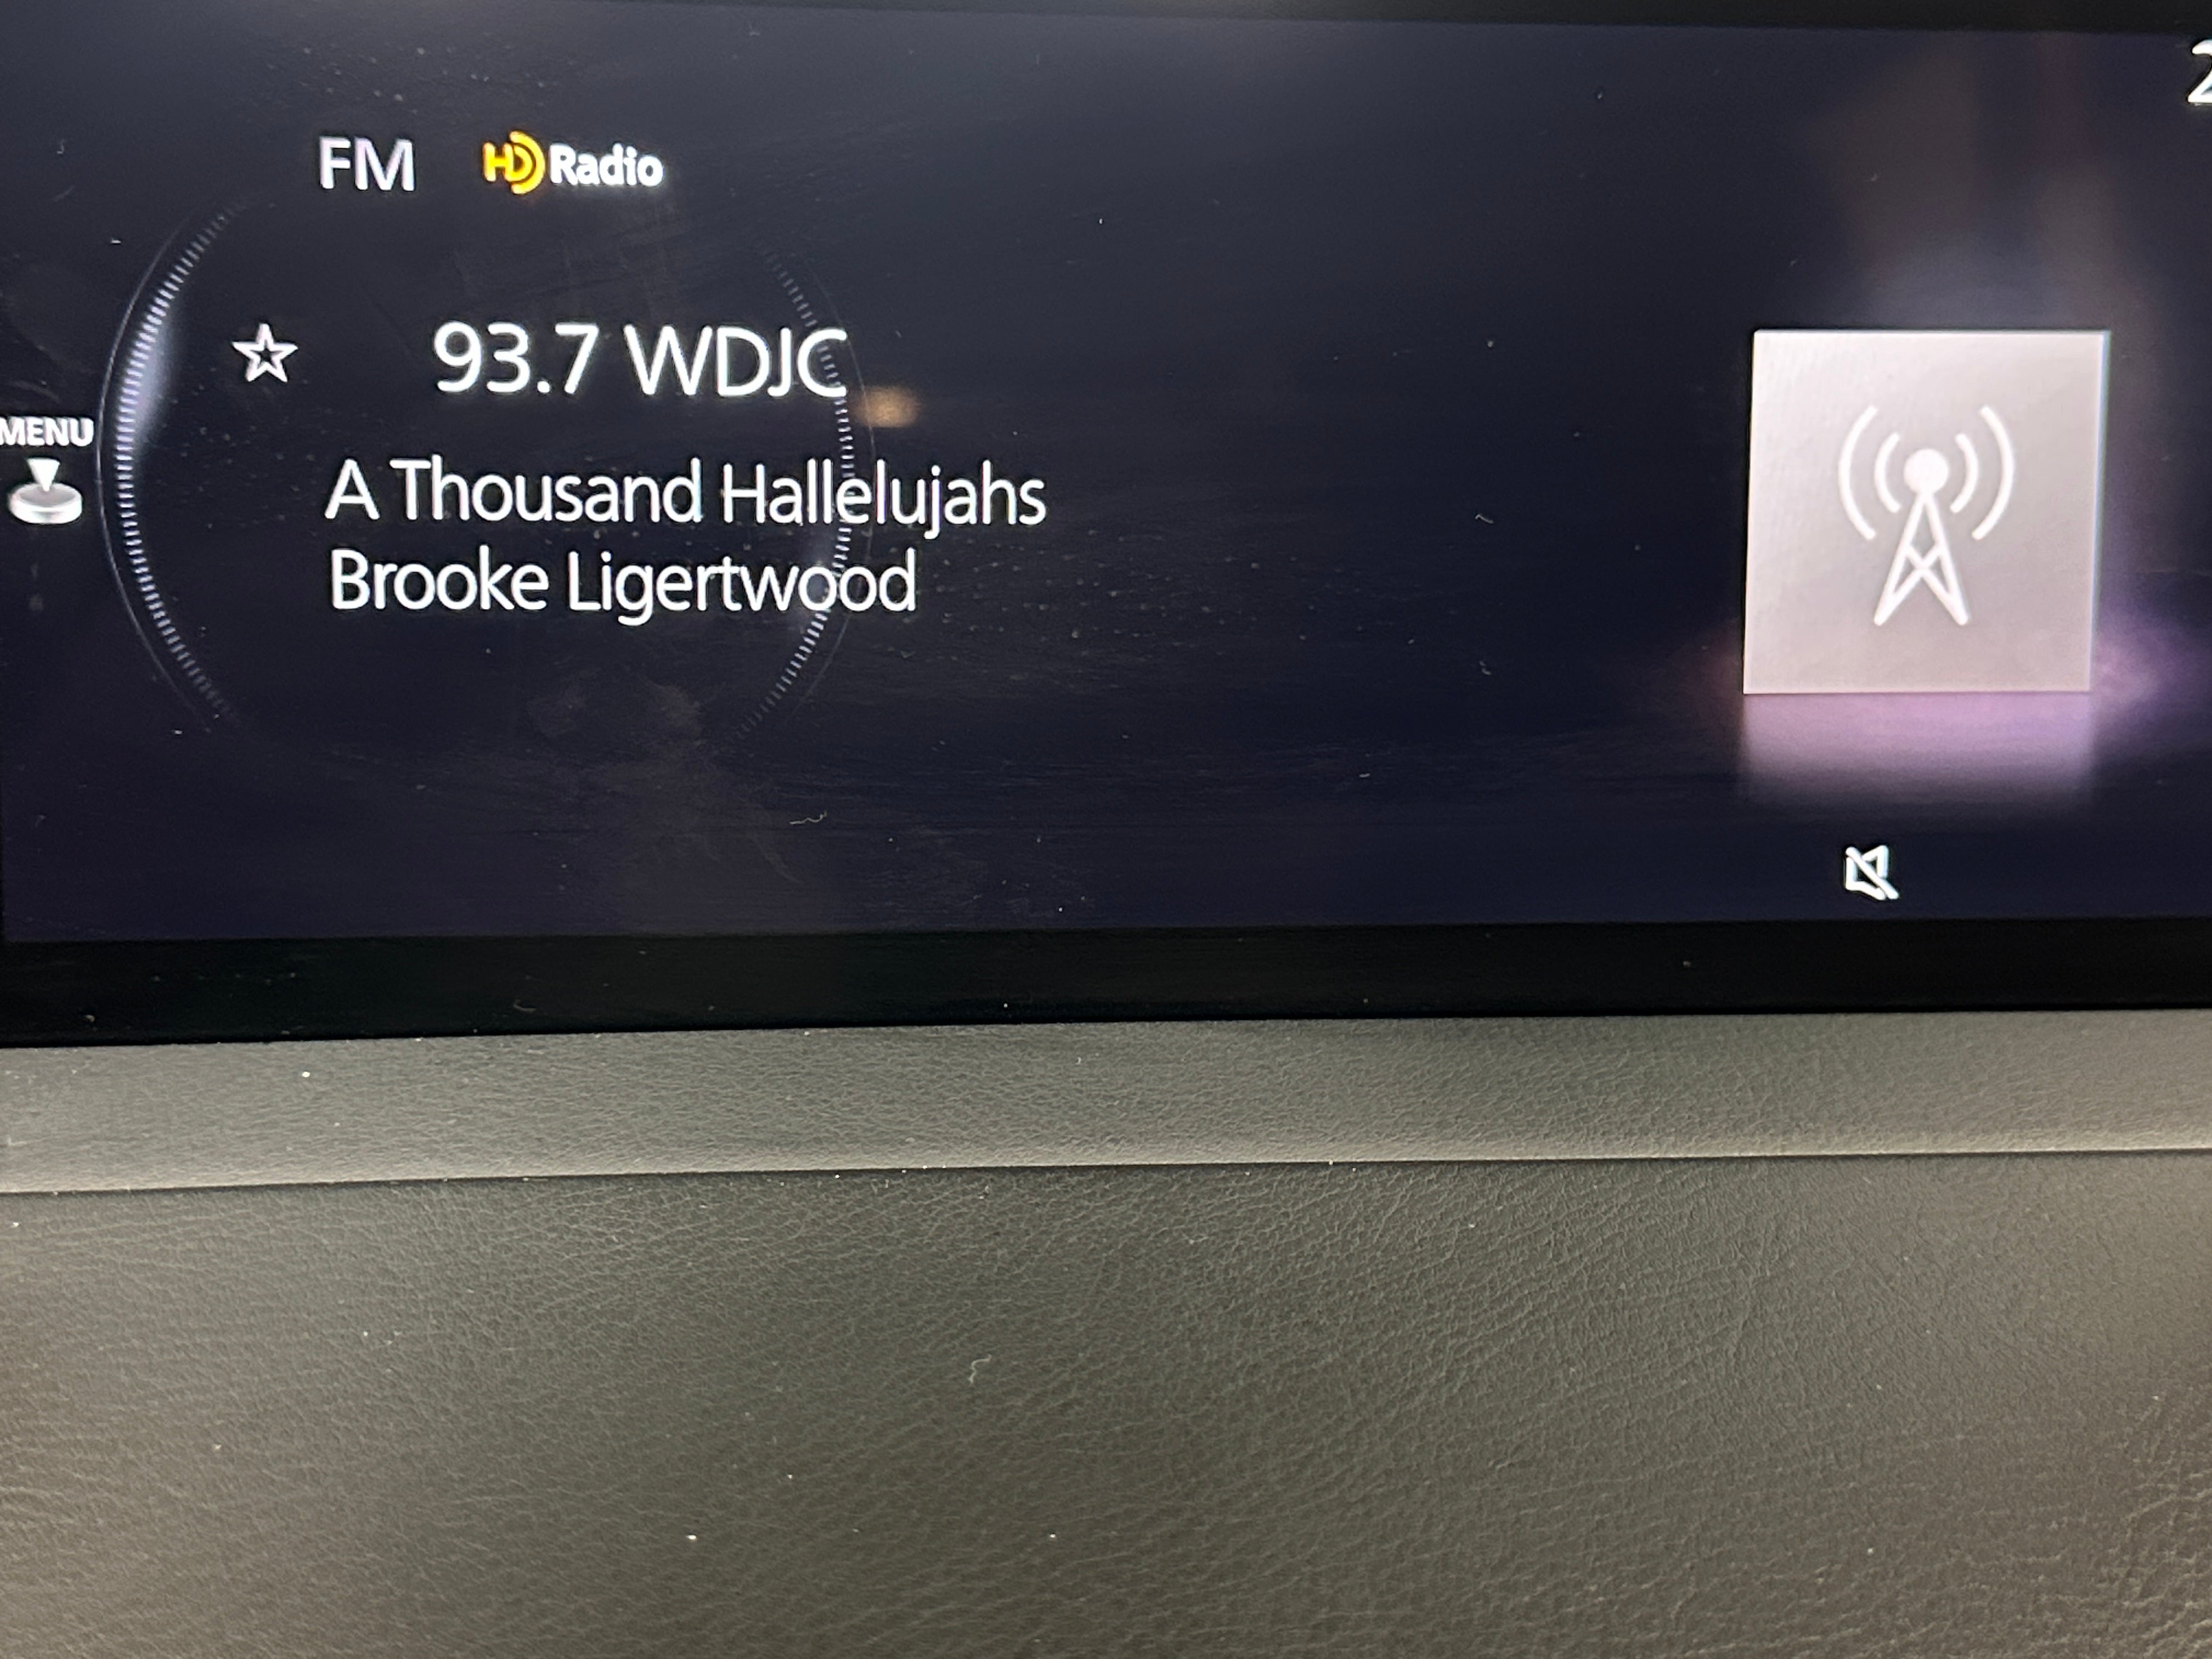 FM HD Radio
93.7 WDJC
MENU
A Thousand Hallelujahs
Brooke Ligertwood